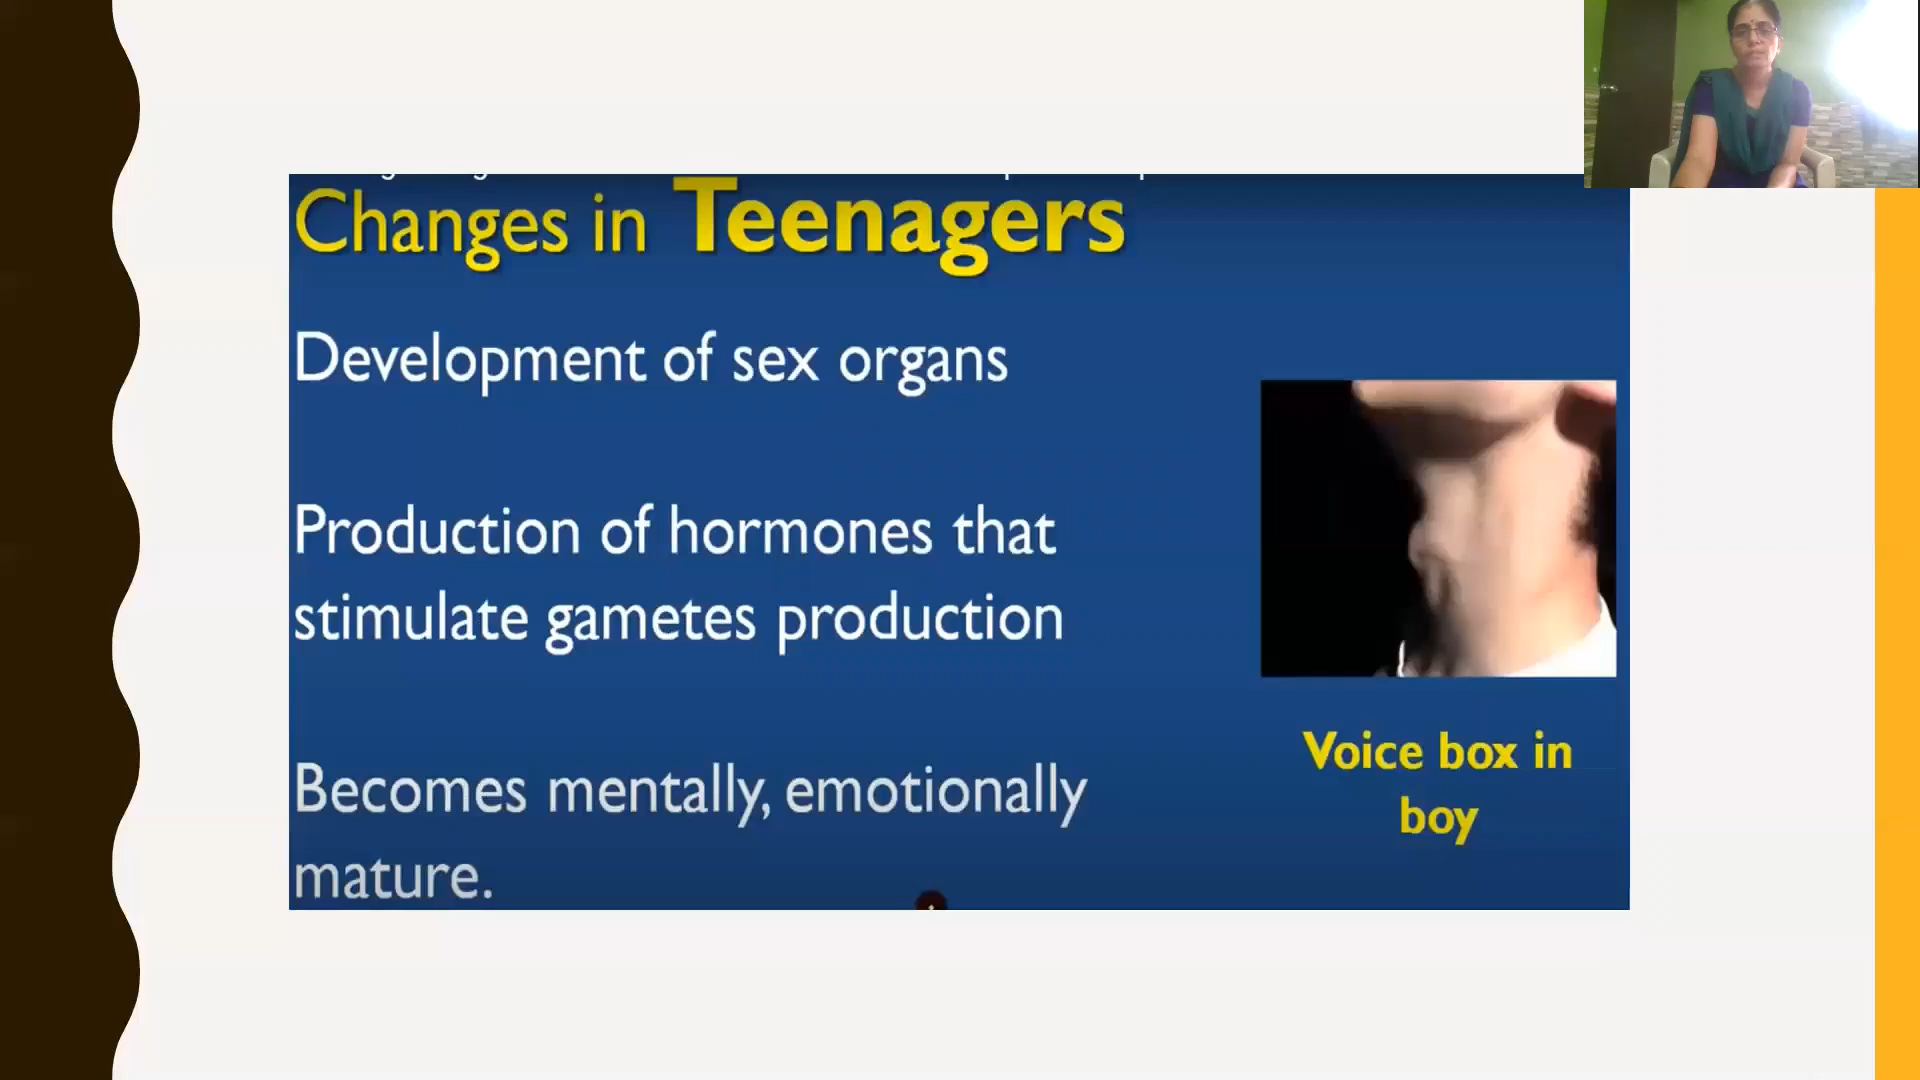 Changes in Teenagers
Development of sex organs
Production of hormones that
stimulate gametes production
Becomes mentally, emotionally
mature.
Voice box in
boy